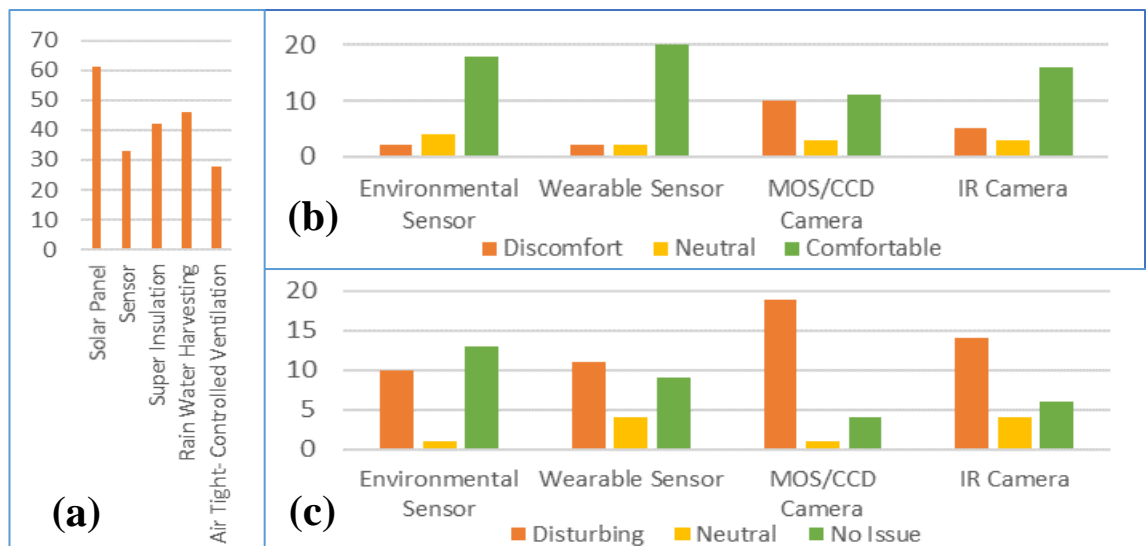 70
60
50
40
30
20
10
0
Solar Panel
Sensor
Super Insulation
Rain Water Harvesting
Air Tight- Controlled Ventilation
(a)
20
10
0
Environmental
Sensor
Wearable Sensor
MOS/CCD
Camera
IR Camera
(b)
Discomfort
Neutral
Comfortable
20
15
10
5
0
Environmental
Sensor
Wearable Sensor
MOS/CCD
Camera
IR Camera
(c)
Disturbing
Neutral
No Issue